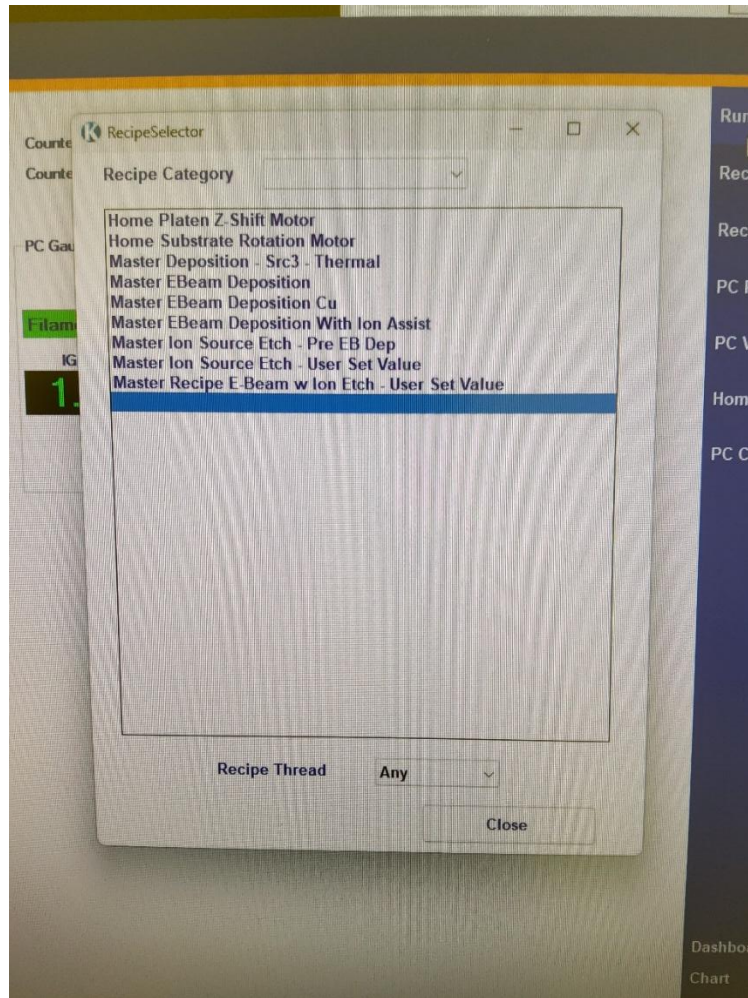 RecipeSelector
Recipe Category
Home Platen Z-Shift Motor
Home Substrate Rotation Motor
Master Deposition - Src3 - Thermal
Master EBeam Deposition
Master EBeam Deposition Cu
Master EBeam Deposition With Ion Assist
Master Ion Source Etch - Pre EB Dep
Master Ion Source Etch - User Set Value
Master Recipe E-Beam w Ion Etch - User Set Value
Recipe Thread
Any
Close
Counte
Counte
PC Gau
Filam
IG
1.
Run
Rec
Rec
PC
PC V
Hom
PC C
Dashbo
Chart